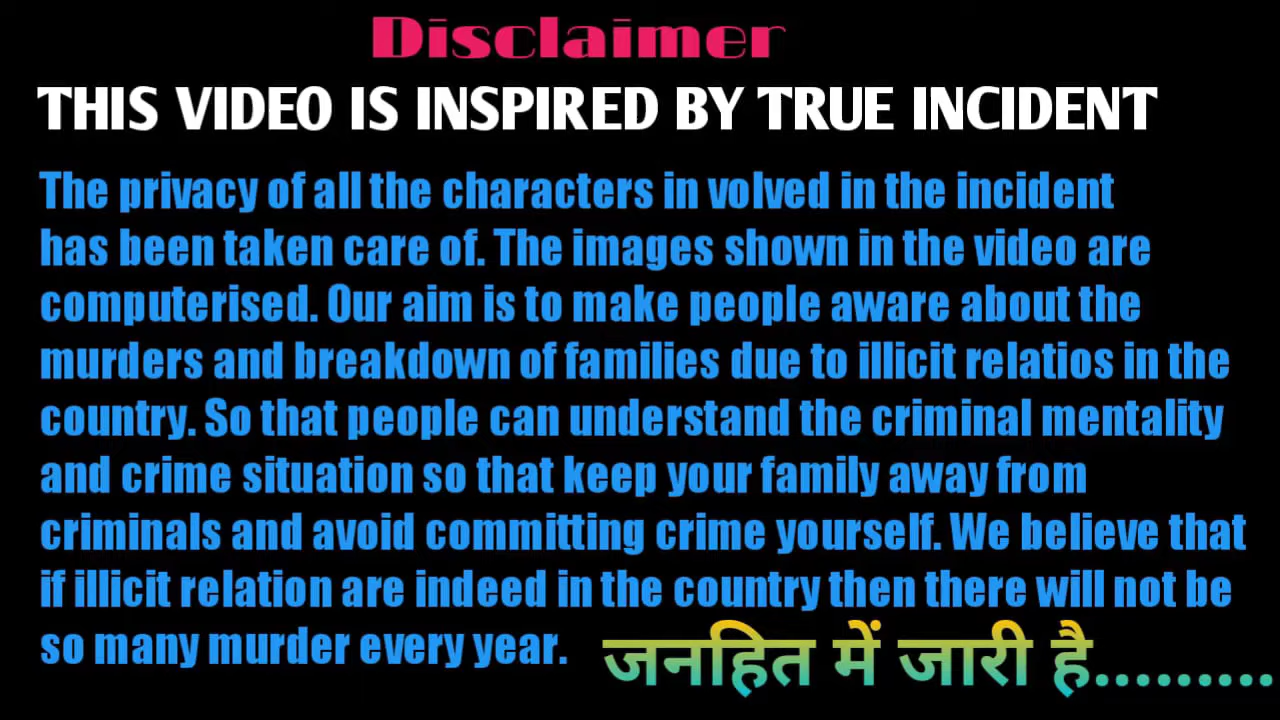 Disclaimer
THIS VIDEO IS INSPIRED BY TRUE INCIDENT
The privacy of all the characters in volved in the incident
has been taken care of. The images shown in the video are
computerised. Our aim is to make people aware about the
murders and breakdown of families due to illicit relatios in the
country. So that people can understand the criminal mentality
and crime situation so that keep your family away from
criminals and avoid committing crime yourself. We believe that
if illicit relation are indeed in the country then there will not be
so many murder every year.
जनहित में जारी है.........